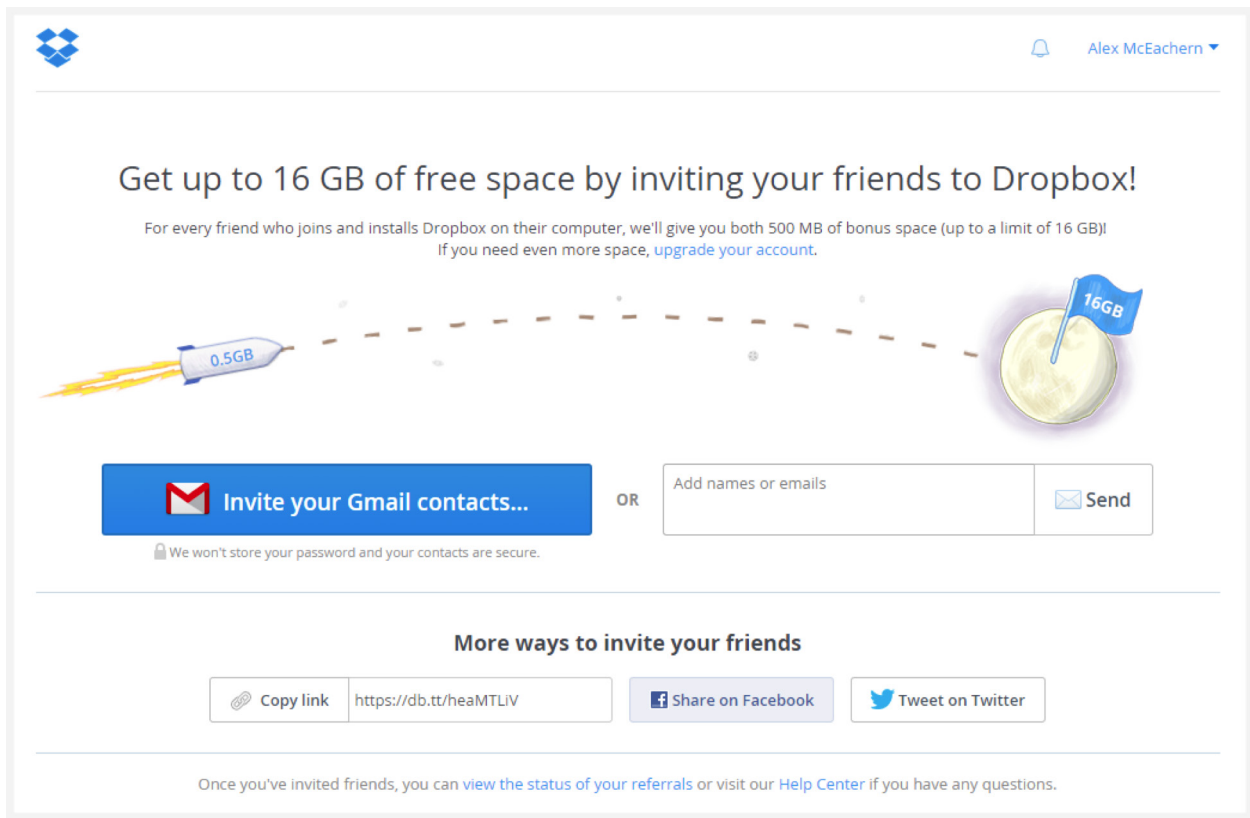 Alex McEachern
Get up to 16 GB of free space by inviting your friends to Dropbox!
For every friend who joins and installs Dropbox on their computer, we'll give you both 500 MB of bonus space (up to a limit of 16 GB)!
If you need even more space, upgrade your account.
16GB
0.5GB
Invite your Gmail contacts...
OR
Add names or emails
Send
We won't store your password and your contacts are secure.
More ways to invite your friends
Copy link
https://db.tt/heaMTLiV
Share on Facebook
Tweet on Twitter
Once you've invited friends, you can view the status of your referrals or visit our Help Center if you have any questions.